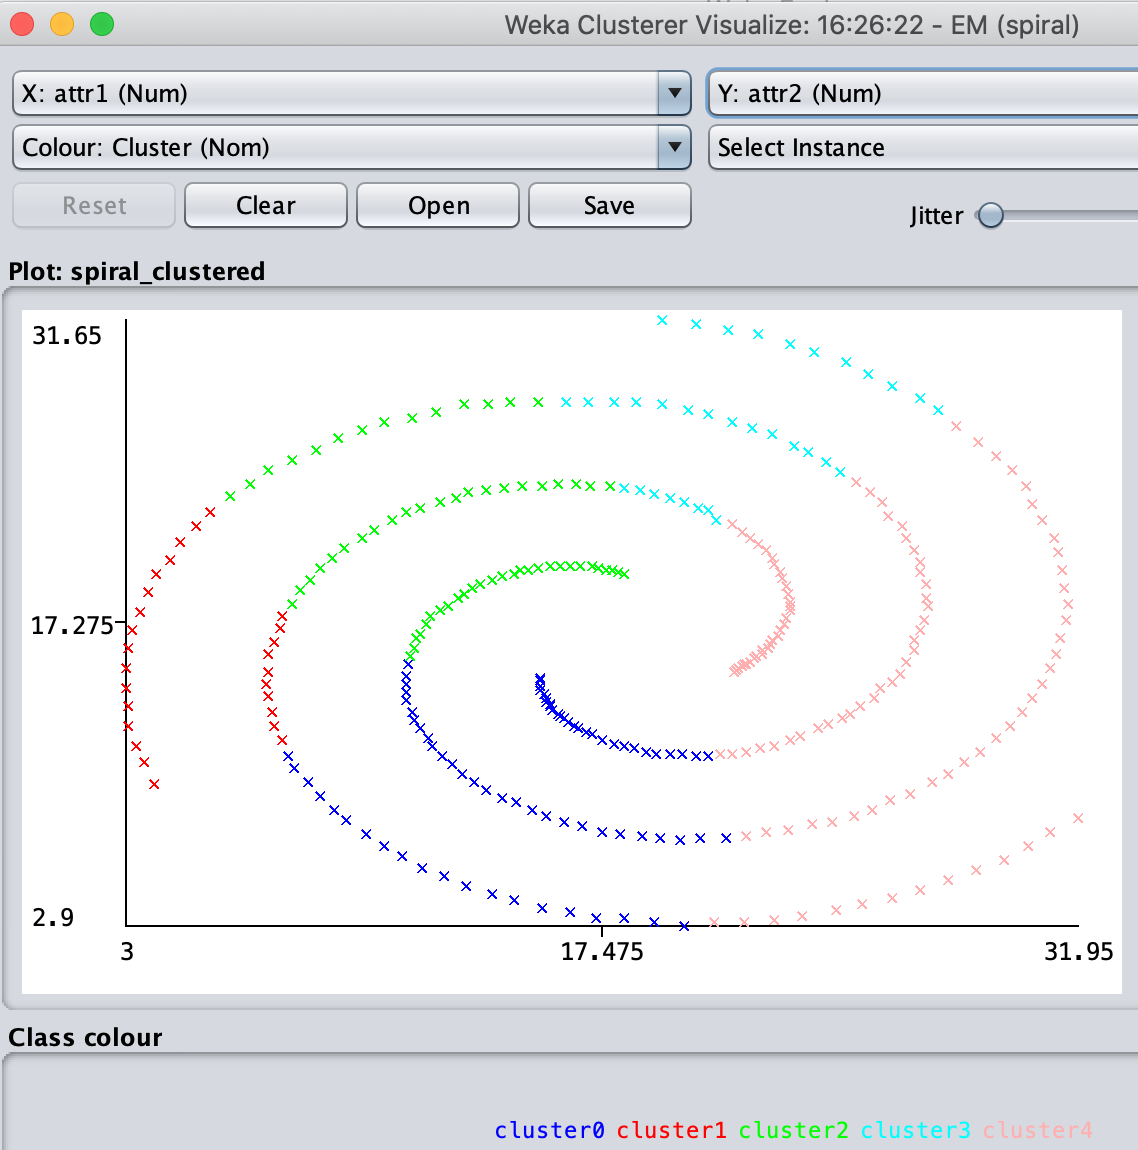 Weka Clusterer Visualize: 16:26:22 - EM (spiral)
X: attr1 (Num)
Y: attr2 (Num)
Colour: Cluster (Nom)
Select Instance
Reset
Clear
Open
Save
Jitter
Plot: spiral_clustered
31.65
17.275
2.9
3
17.475
31.95
Class colour
cluster0 cluster1 cluster2 cluster3 cluster4